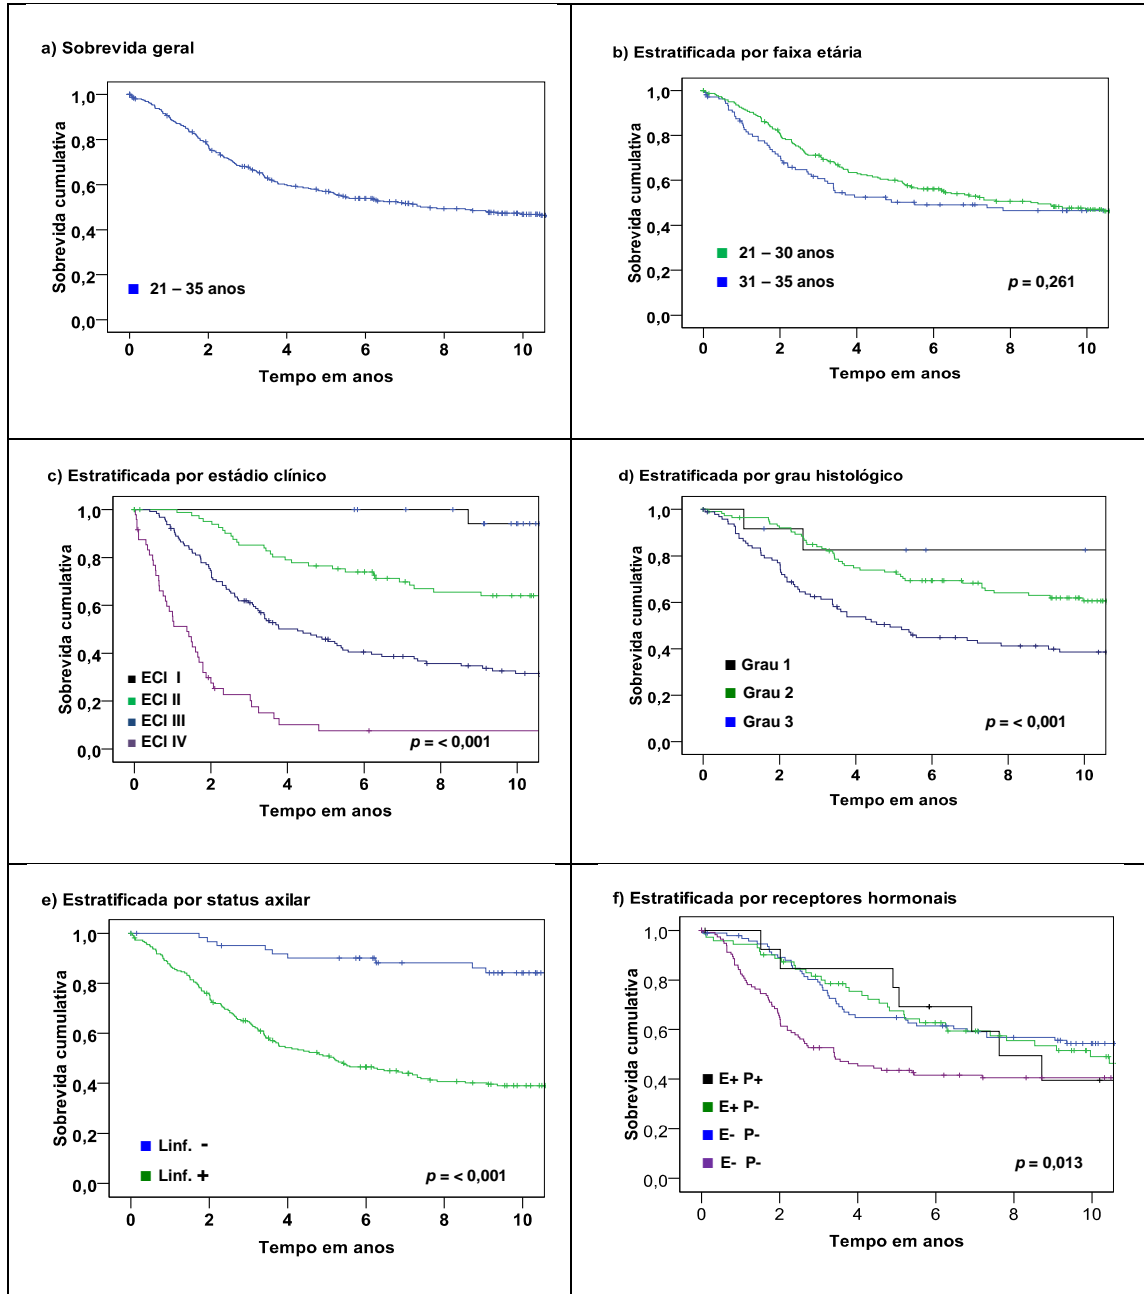 a) Sobrevida geral
Sobrevida cumulativa
1,0
0,8
0,6
0,4
0,2
0,0
21 – 35 anos
0 2 4 6 8 10
Tempo em anos
b) Estratificada por faixa etária
Sobrevida cumulativa
1,0
0,8
0,6
0,4
0,2
0,0
21 – 30 anos
31 – 35 anos
p = 0,261
0 2 4 6 8 10
Tempo em anos
c) Estratificada por estádio clínico
Sobrevida cumulativa
1,0
0,8
0,6
0,4
0,2
0,0
ECI I
ECI II
ECI III
ECI IV
p = < 0,001
0 2 4 6 8 10
Tempo em anos
d) Estratificada por grau histológico
Sobrevida cumulativa
1,0
0,8
0,6
0,4
0,2
0,0
Grau 1
Grau 2
Grau 3
p = < 0,001
0 2 4 6 8 10
Tempo em anos
e) Estratificada por status axilar
Sobrevida cumulativa
1,0
0,8
0,6
0,4
0,2
0,0
Linf. -
Linf. +
p = < 0,001
0 2 4 6 8 10
Tempo em anos
f) Estratificada por receptores hormonais
Sobrevida cumulativa
1,0
0,8
0,6
0,4
0,2
0,0
E+ P+
E+ P-
E- P-
E- P-
p = 0,013
0 2 4 6 8 10
Tempo em anos